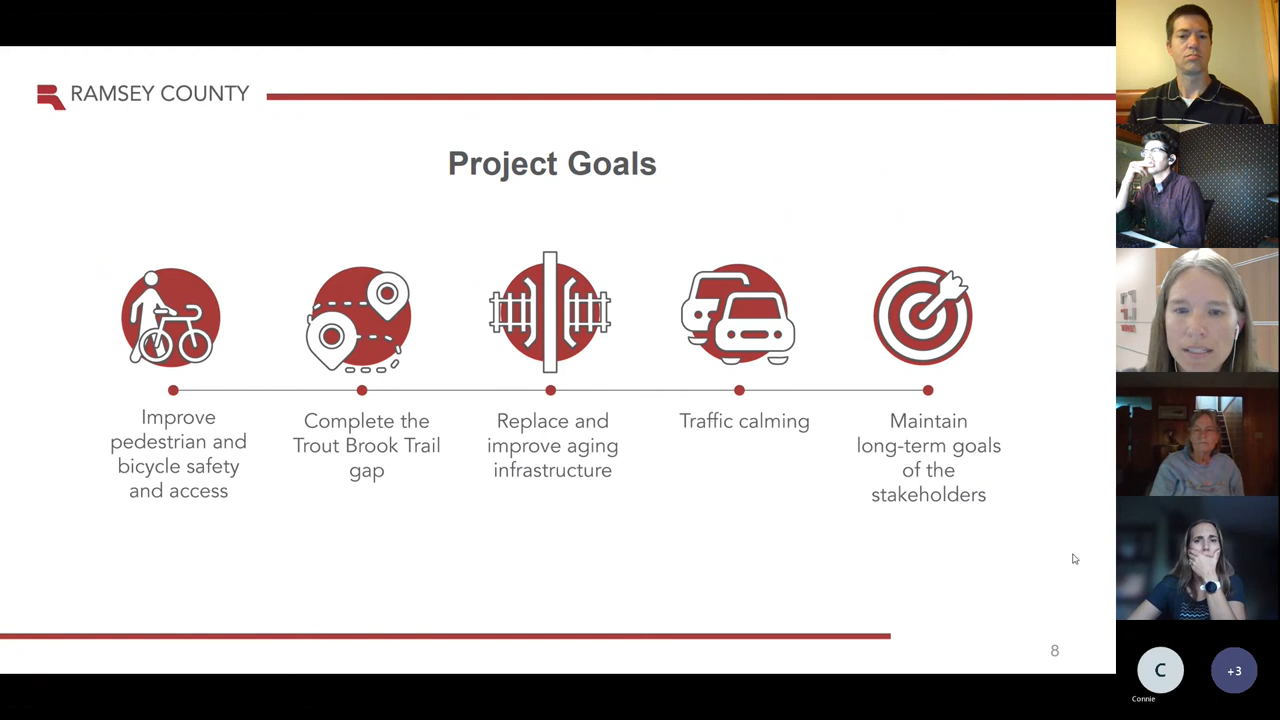 RAMSEY COUNTY
Project Goals
Improve
pedestrian and
bicycle safety
and access
Complete the
Trout Brook Trail
gap
Replace and
improve aging
infrastructure
Traffic calming
Maintain
long-term goals
of the
stakeholders
8
C
Connie
+3